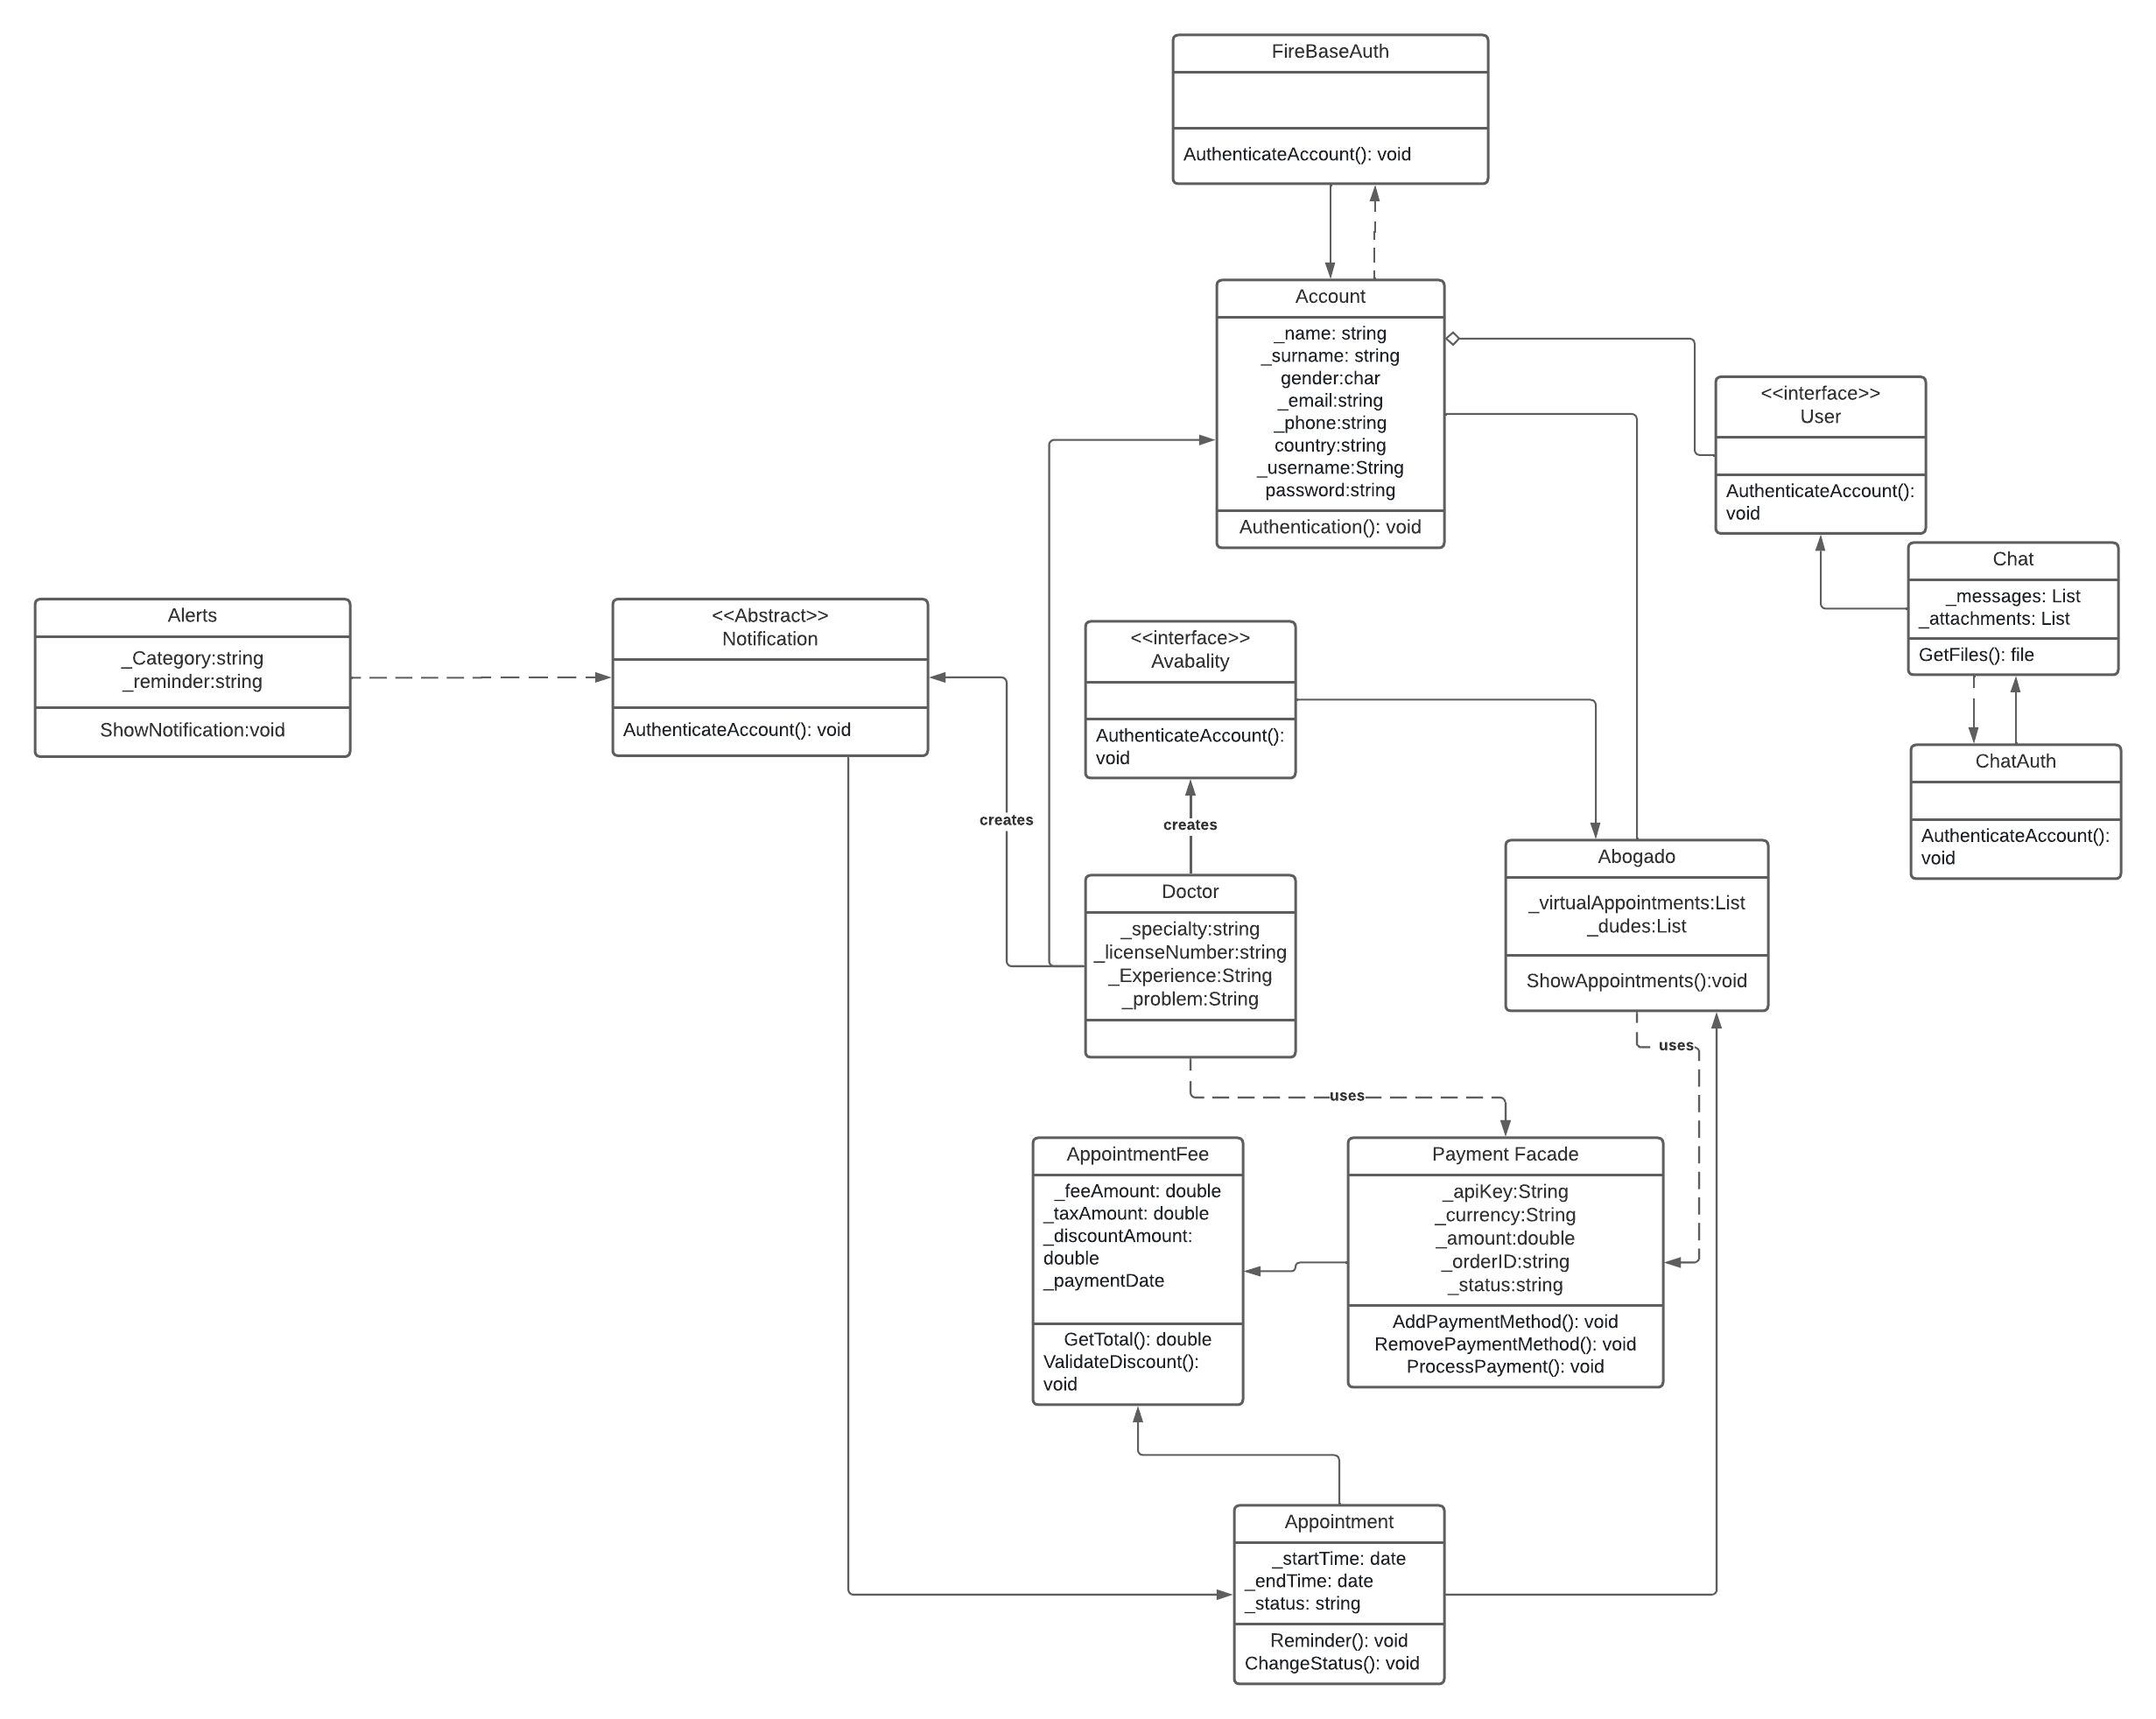 FireBaseAuth
AuthenticateAccount(): void
Account
_name: string
_surname: string
gender:char
_email:string
_phone:string
country:string
_username:String
password:string
Authentication(): void
<<interface>>
User
AuthenticateAccount():
void
Chat
_messages: List
_attachments: List
GetFiles(): file
ChatAuth
AuthenticateAccount():
void
Alerts
_Category:string
_reminder:string
ShowNotification:void
<<Abstract>>
Notification
AuthenticateAccount(): void
<<interface>>
Avabality
AuthenticateAccount():
void
creates
creates
Doctor
_specialty:string
_licenseNumber:string
_Experience:String
_problem:String
Abogado
_virtualAppointments:List
_dudes:List
ShowAppointments():void
uses
uses
AppointmentFee
_feeAmount: double
_taxAmount: double
_discountAmount:
double
_paymentDate
GetTotal(): double
ValidateDiscount():
void
Payment Facade
_apiKey:String
_currency:String
_amount:double
_orderID:string
_status:string
AddPaymentMethod(): void
RemovePaymentMethod(): void
ProcessPayment(): void
Appointment
_startTime: date
_endTime: date
_status: string
Reminder(): void
ChangeStatus(): void